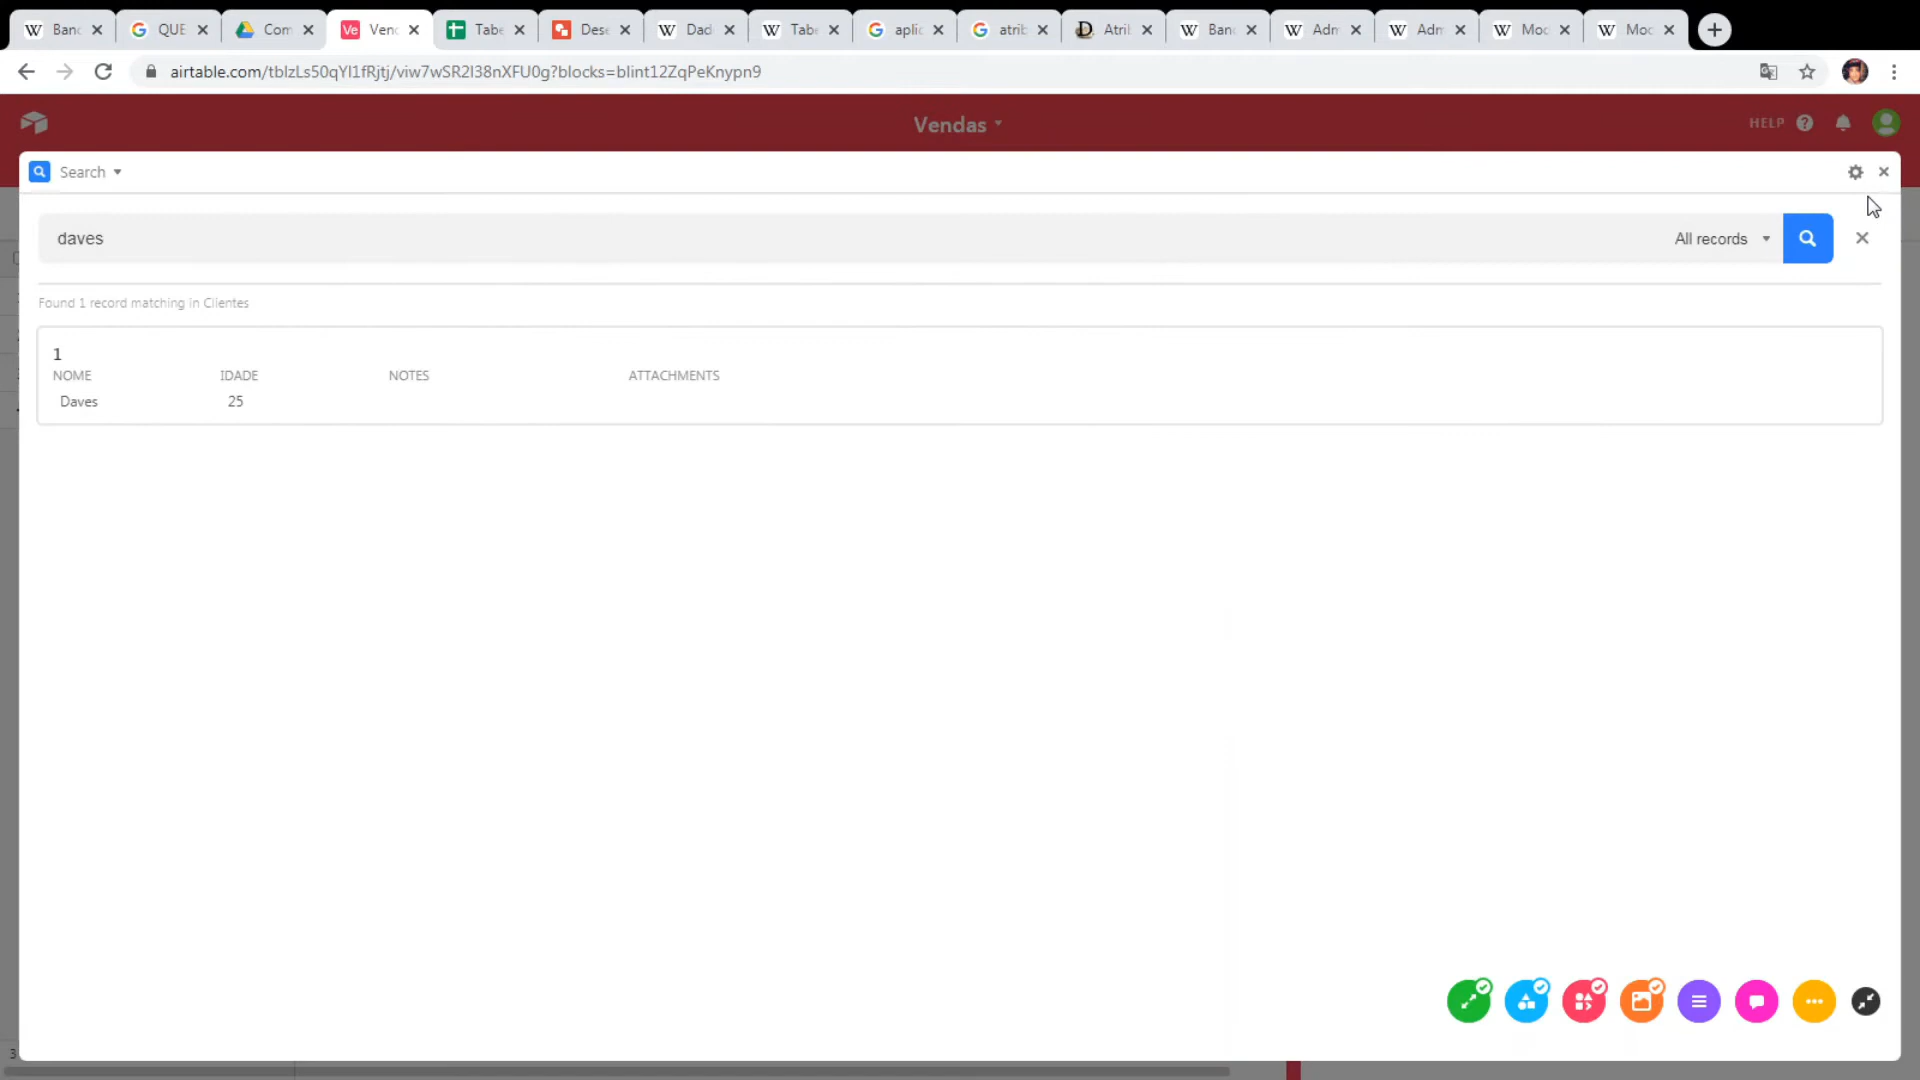 Banc QUE Com Venc Tabe Dese Dad Tabe aplic atrib Atril Banc Adm Adm Moc Moc
airtable.com/tblzLs50qYl1fRjtj/viw7wSR2I38nXFU0g?blocks=blint12ZqPeKnypn9
Vendas
HELP
Search
daves
All records
Found 1 record matching in Clientes
1
NOME IDADE NOTES ATTACHMENTS
Daves 25
3